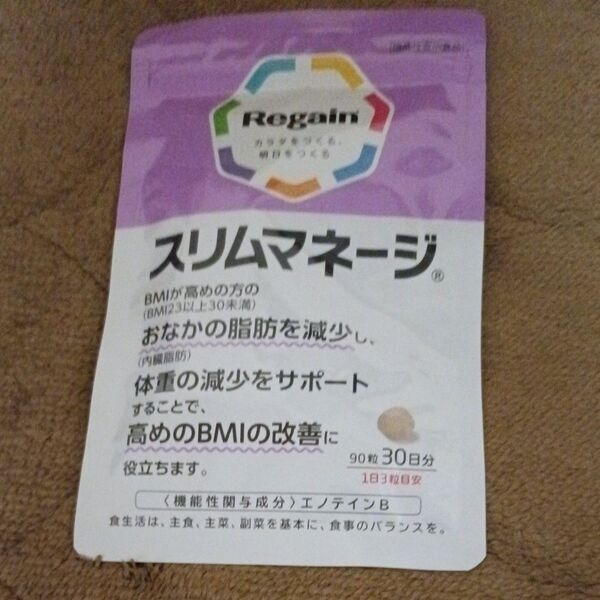 機能性表示食品
Regain
カラダをつくる、
明日をつくる
スリムマネージ®
BMIが高めの方の
(BMI23以上30未満)
おなかの脂肪を減少し、
(内臓脂肪)
体重の減少をサポート
することで、
高めのBMIの改善に
役立ちます。
90粒30日分
1日3粒目安
〈機能性関与成分〉エノテインB
食生活は、主食、主菜、副菜を基本に、食事のバランスを。